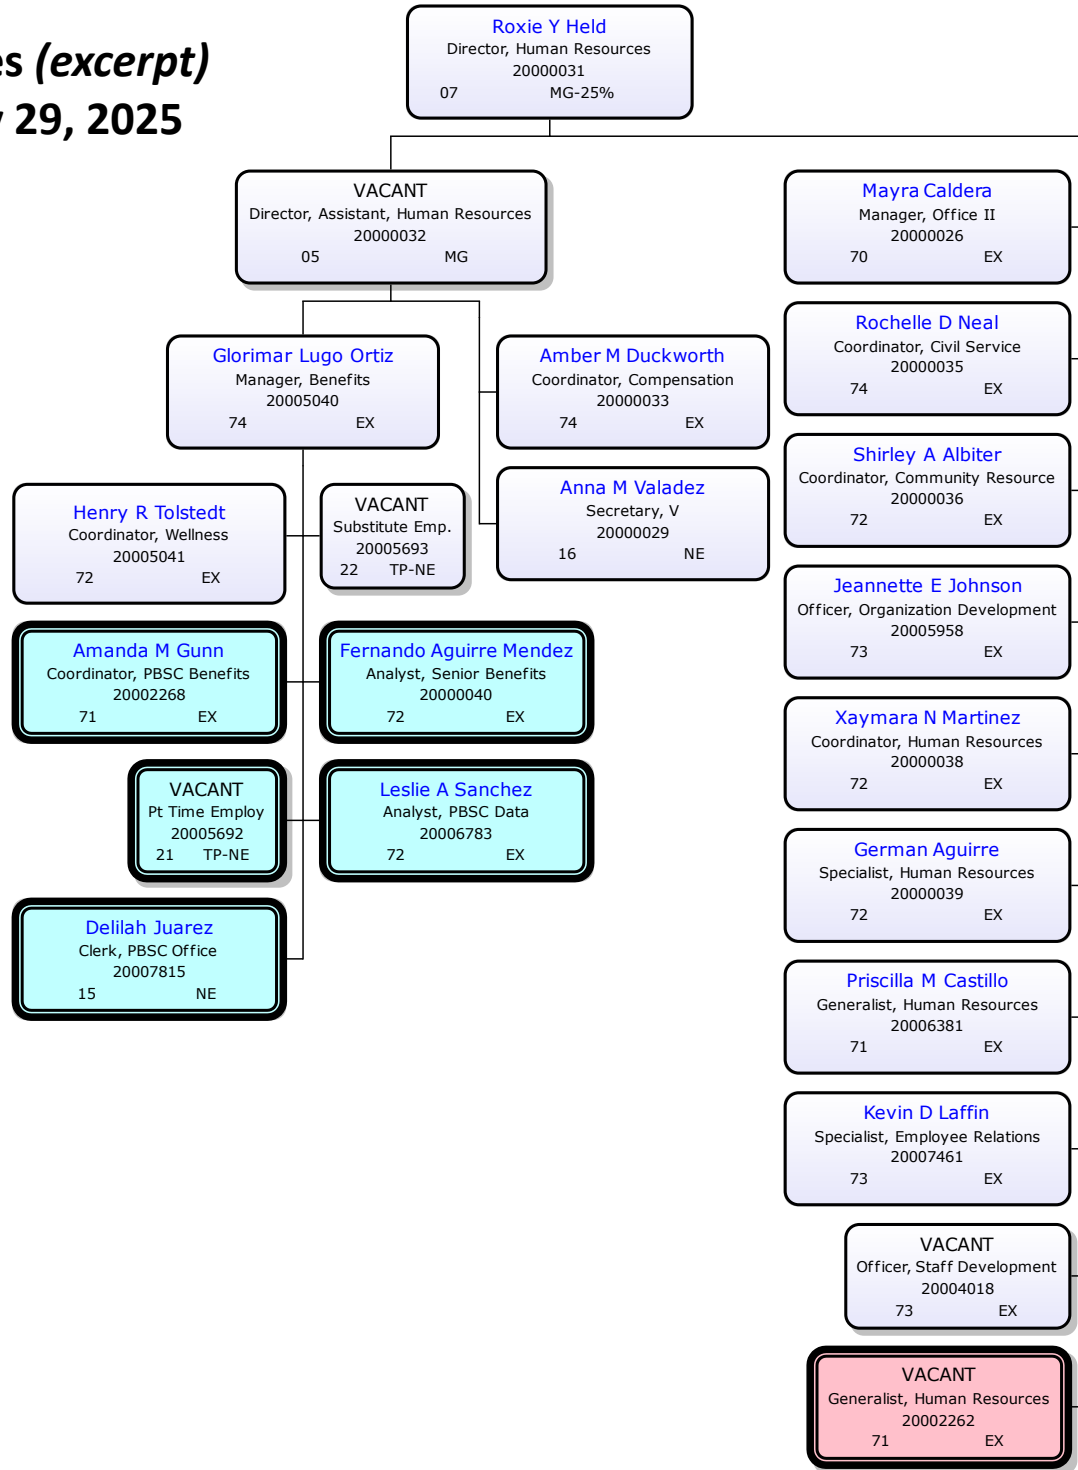 es (excerpt)
y 29, 2025
Roxie Y Held
Director, Human Resources
20000031
07 MG-25%
VACANT
Director, Assistant, Human Resources
20000032
05 MG
Glorimar Lugo Ortiz
Manager, Benefits
20005040
74 EX
Amber M Duckworth
Coordinator, Compensation
20000033
74 EX
Anna M Valadez
Secretary, V
20000029
16 NE
Henry R Tolstedt
Coordinator, Wellness
20005041
72 EX
VACANT
Substitute Emp.
20005693
22 TP-NE
Amanda M Gunn
Coordinator, PBSC Benefits
20002268
71 EX
Fernando Aguirre Mendez
Analyst, Senior Benefits
20000040
72 EX
VACANT
Pt Time Employ
20005692
21 TP-NE
Leslie A Sanchez
Analyst, PBSC Data
20006783
72 EX
Delilah Juarez
Clerk, PBSC Office
20007815
15 NE
Mayra Caldera
Manager, Office II
20000026
70 EX
Rochelle D Neal
Coordinator, Civil Service
20000035
74 EX
Shirley A Albiter
Coordinator, Community Resource
20000036
72 EX
Jeannette E Johnson
Officer, Organization Development
20005958
73 EX
Xaymara N Martinez
Coordinator, Human Resources
20000038
72 EX
German Aguirre
Specialist, Human Resources
20000039
72 EX
Priscilla M Castillo
Generalist, Human Resources
20006381
71 EX
Kevin D Laffin
Specialist, Employee Relations
20007461
73 EX
VACANT
Officer, Staff Development
20004018
73 EX
VACANT
Generalist, Human Resources
20002262
71 EX